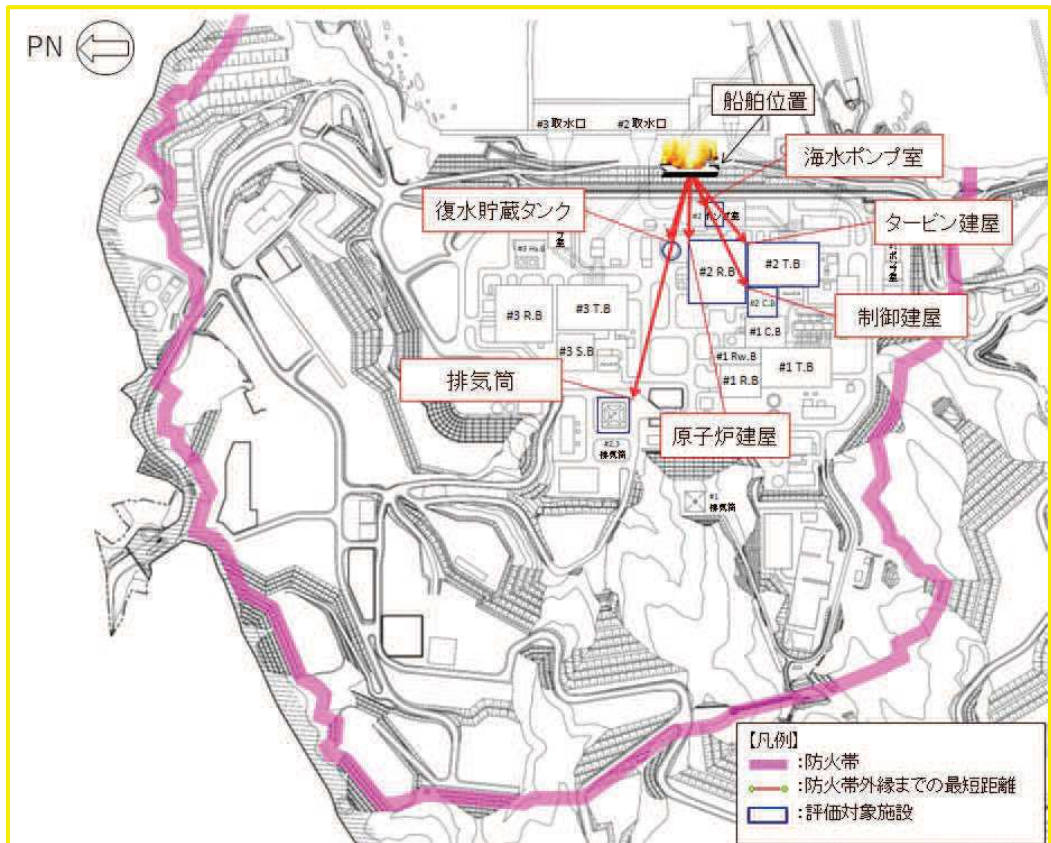 PN
船舶位置
#3 取水口
#2 取水口
海水ポンプ室
復水貯蔵タンク
タービン建屋
#2 R.B
#2 T.B
#2 C.B
制御建屋
#3 R.B
#3 T.B
#1 C.B
#3 S.B
#1 Rw.B
#1 R.B
#1 T.B
排気筒
原子炉建屋
#2,3
排気筒
#1
排気筒
【凡例】
:防火帯
:防火帯外縁までの最短距離
:評価対象施設